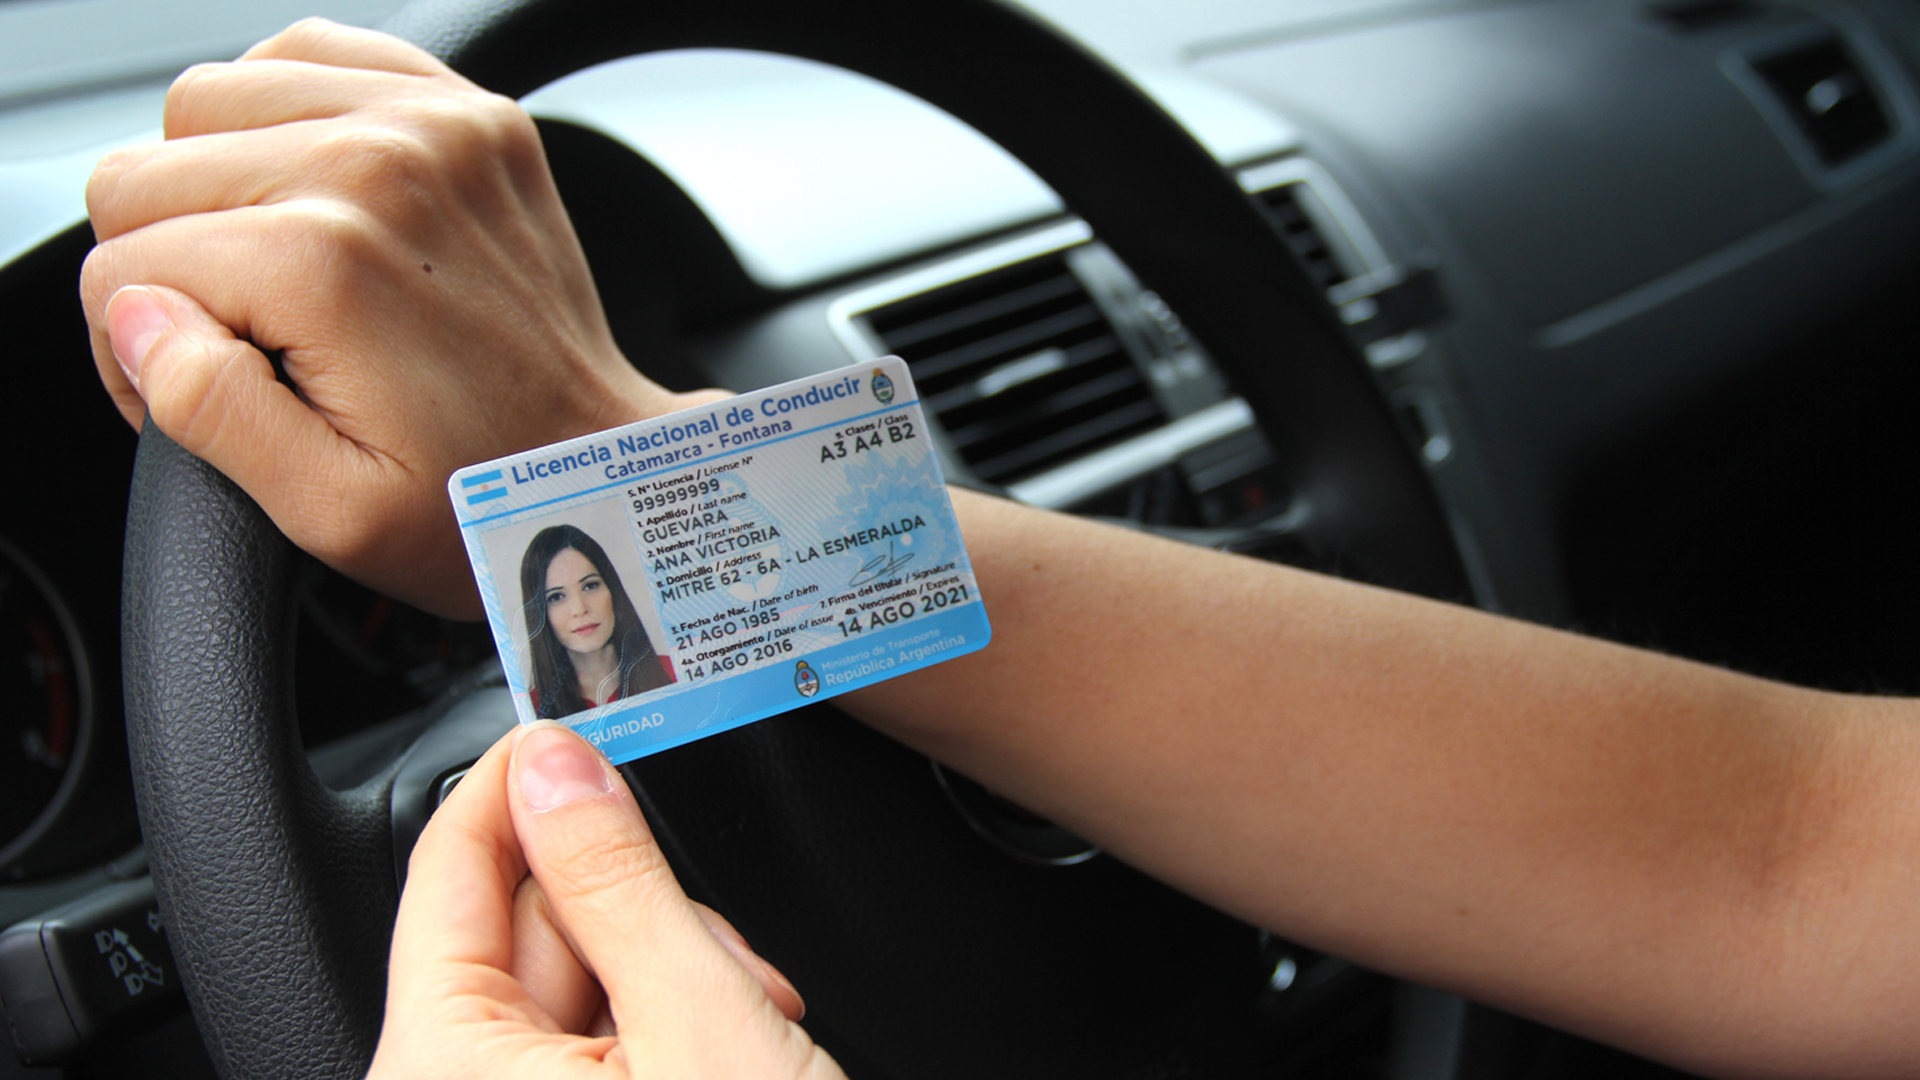 Licencia Nacional de Conducir
Catamarca - Fontana
9. Clases / Class
A3 A4 B2
5. N° Licencia / License N°
99999999
1. Apellido / Last name
GUEVARA
2. Nombre / First name
ANA VICTORIA
8. Domicilio / Address
MITRE 62 - 6A - LA ESMERALDA
3. Fecha de Nac. / Date of birth
21 AGO 1985
7. Firma del titular / Signature
4a. Otorgamiento / Date of issue
14 AGO 2016
4b. Vencimiento / Expires
14 AGO 2021
Ministerio de Transporte
República Argentina
GURIDAD